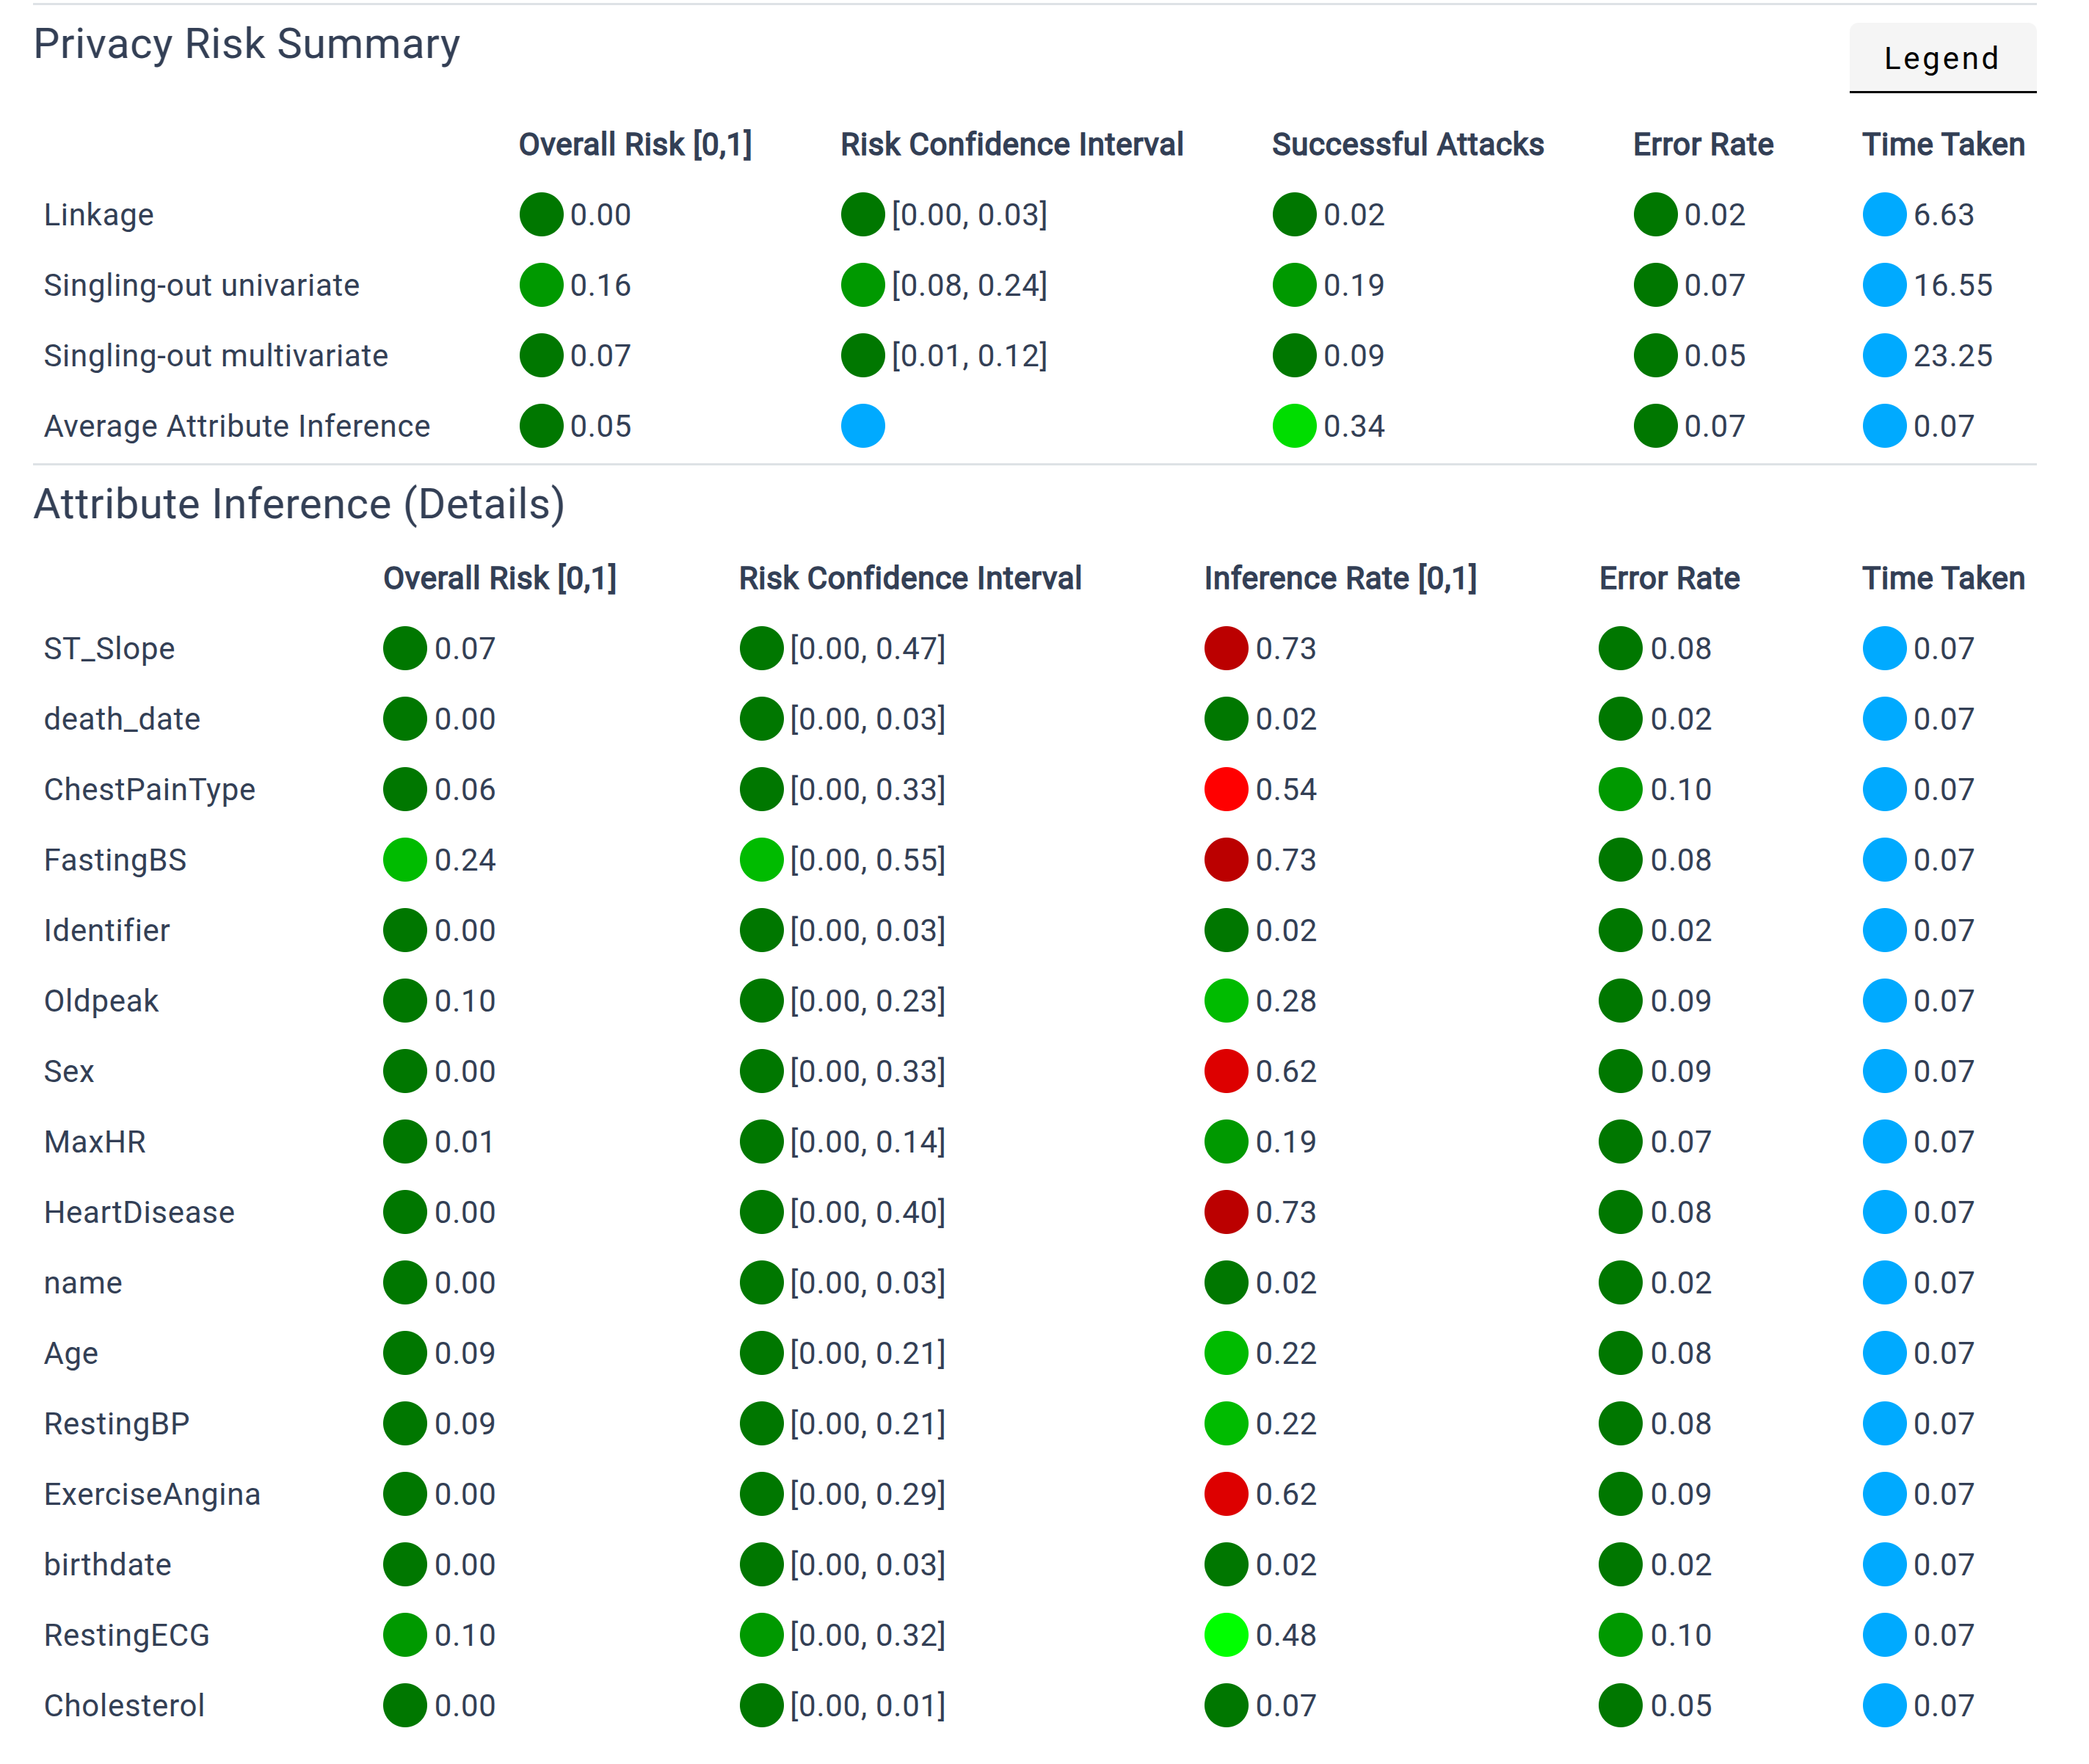 Privacy Risk Summary
Legend
Overall Risk [0,1] Risk Confidence Interval Successful Attacks Error Rate Time Taken
Linkage 0.00 [0.00, 0.03] 0.02 0.02 6.63
Singling-out univariate 0.16 [0.08, 0.24] 0.19 0.07 16.55
Singling-out multivariate 0.07 [0.01, 0.12] 0.09 0.05 23.25
Average Attribute Inference 0.05 0.34 0.07 0.07
Attribute Inference (Details)
Overall Risk [0,1] Risk Confidence Interval Inference Rate [0,1] Error Rate Time Taken
ST_Slope 0.07 [0.00, 0.47] 0.73 0.08 0.07
death_date 0.00 [0.00, 0.03] 0.02 0.02 0.07
ChestPainType 0.06 [0.00, 0.33] 0.54 0.10 0.07
FastingBS 0.24 [0.00, 0.55] 0.73 0.08 0.07
Identifier 0.00 [0.00, 0.03] 0.02 0.02 0.07
Oldpeak 0.10 [0.00, 0.23] 0.28 0.09 0.07
Sex 0.00 [0.00, 0.33] 0.62 0.09 0.07
MaxHR 0.01 [0.00, 0.14] 0.19 0.07 0.07
HeartDisease 0.00 [0.00, 0.40] 0.73 0.08 0.07
name 0.00 [0.00, 0.03] 0.02 0.02 0.07
Age 0.09 [0.00, 0.21] 0.22 0.08 0.07
RestingBP 0.09 [0.00, 0.21] 0.22 0.08 0.07
ExerciseAngina 0.00 [0.00, 0.29] 0.62 0.09 0.07
birthdate 0.00 [0.00, 0.03] 0.02 0.02 0.07
RestingECG 0.10 [0.00, 0.32] 0.48 0.10 0.07
Cholesterol 0.00 [0.00, 0.01] 0.07 0.05 0.07